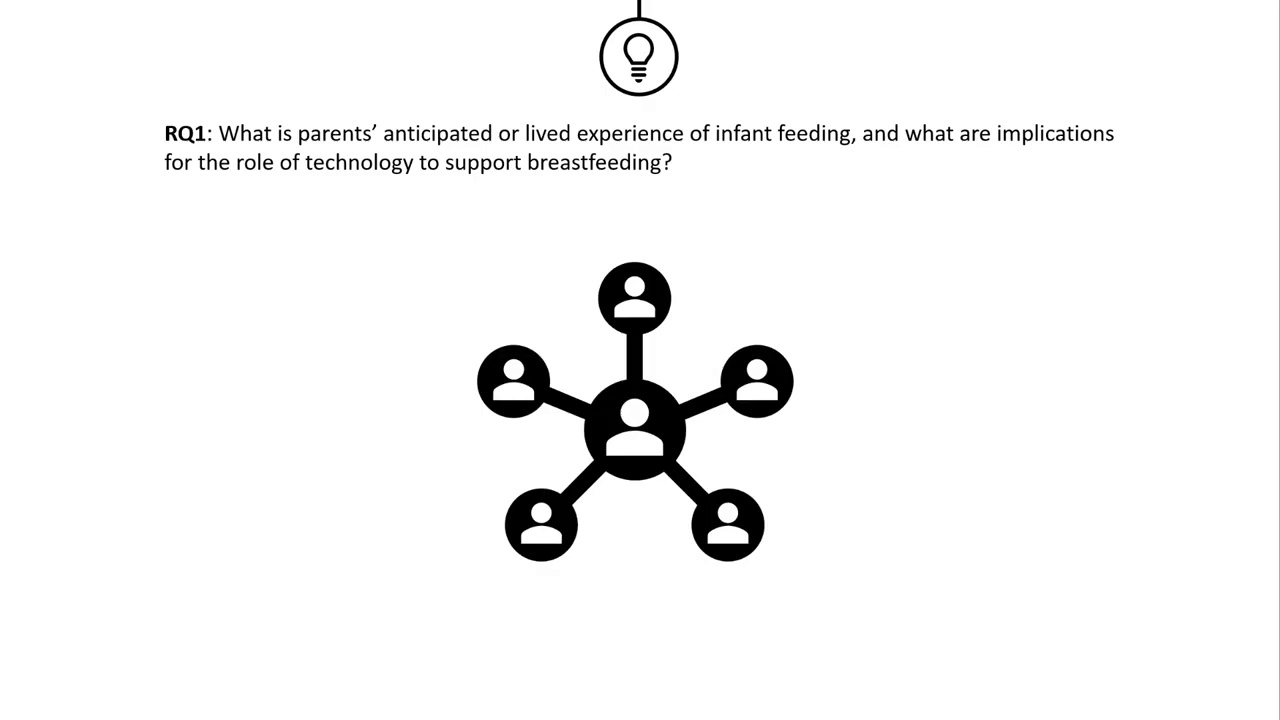 RQ1: What is parents’ anticipated or lived experience of infant feeding, and what are implications
for the role of technology to support breastfeeding?